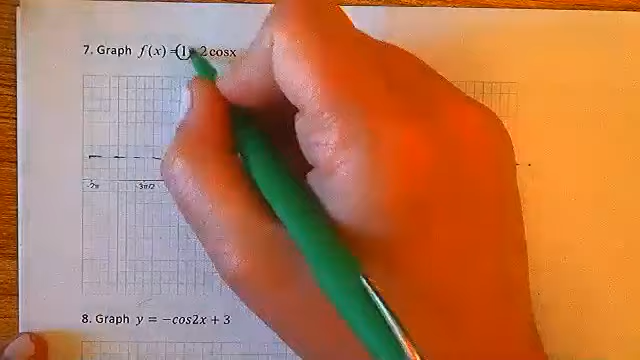 7. Graph f(x) = 1 2cosx
-2π 3π/2
8. Graph y = −cos2x + 3